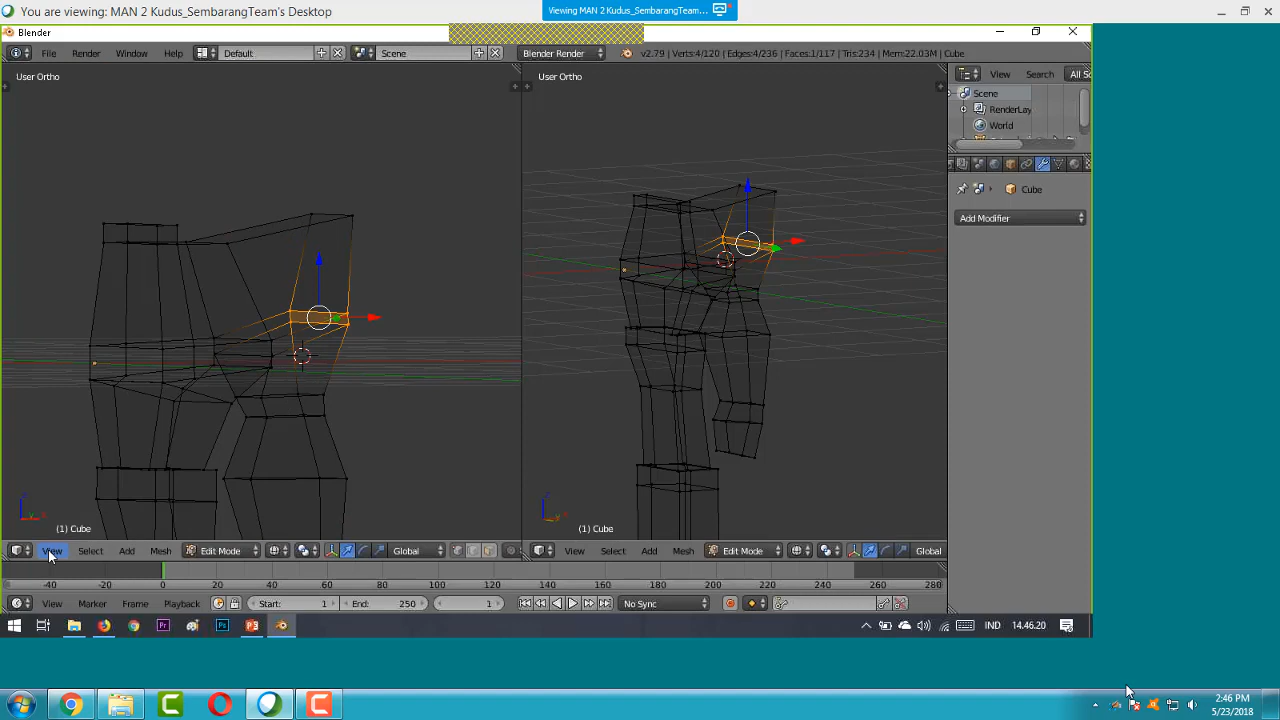 You are viewing: MAN 2 Kudus_SembarangTeam's Desktop
Viewing MAN 2 Kudus_SembarangTeam...
Blender
File Render Window Help Default Scene Blender Render v2.79 | Verts:4/120 | Edges:4/236 | Faces:1/117 | Tris:234 | Mem:22.03M | Cube
User Ortho User Ortho
View Search All Sc
Scene
RenderLay
World
Cube
Add Modifier
(1) Cube (1) Cube
View Select Add Mesh Edit Mode Global View Select Add Mesh Edit Mode Global
-40 -20 0 20 40 60 80 100 120 140 160 180 200 220 240 260 280
View Marker Frame Playback Start: 1 End: 250 1 No Sync
IND 14.46.20
2:46 PM
5/23/2018